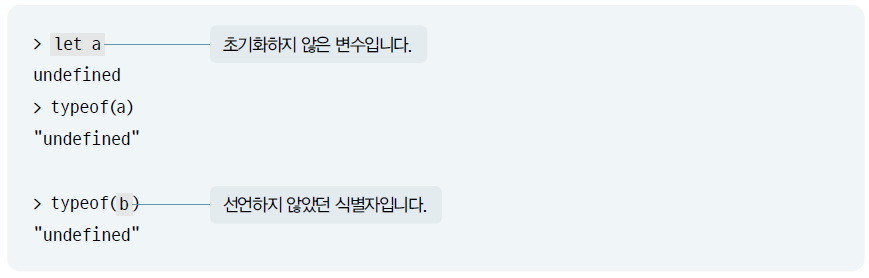 > let a 초기화하지 않은 변수입니다.
undefined
> typeof(a)
"undefined"
> typeof(b) 선언하지 않았던 식별자입니다.
"undefined"